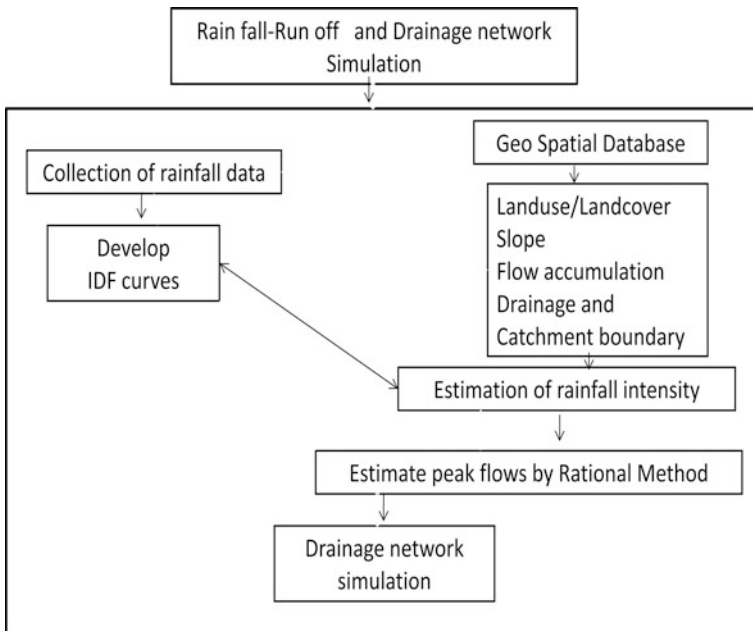 Rain fall-Run off and Drainage network
Simulation
Geo Spatial Database
Collection of rainfall data
Landuse/Landcover
Slope
Flow accumulation
Drainage and
Catchment boundary
Develop
IDF curves
Estimation of rainfall intensity
Estimate peak flows by Rational Method
Drainage network
simulation